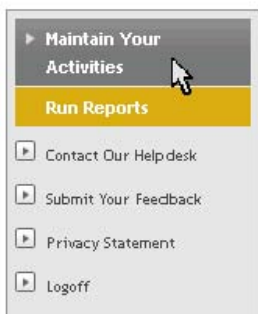 Maintain Your
Activities
Run Reports
Contact Our Helpdesk
Submit Your Feedback
Privacy Statement
Logoff